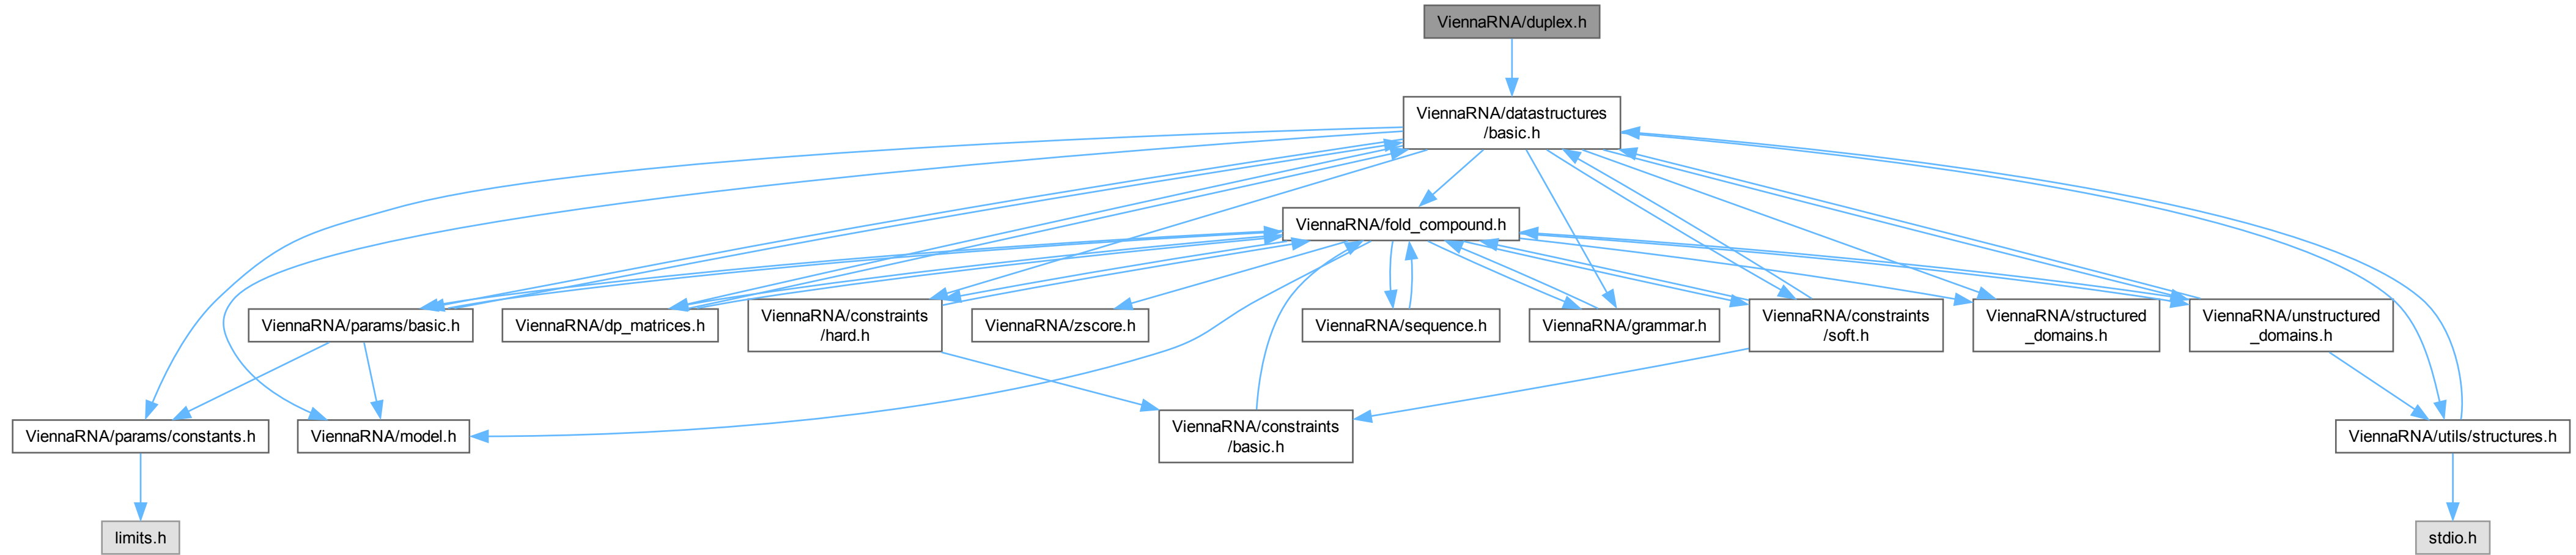 ViennaRNA/duplex.h
ViennaRNA/datastructures
/basic.h
ViennaRNA/fold_compound.h
ViennaRNA/params/basic.h
ViennaRNA/dp_matrices.h
ViennaRNA/constraints
/hard.h
ViennaRNA/zscore.h
ViennaRNA/sequence.h
ViennaRNA/grammar.h
ViennaRNA/constraints
/soft.h
ViennaRNA/structured
_domains.h
ViennaRNA/unstructured
_domains.h
ViennaRNA/params/constants.h
ViennaRNA/model.h
ViennaRNA/constraints
/basic.h
ViennaRNA/utils/structures.h
limits.h
stdio.h